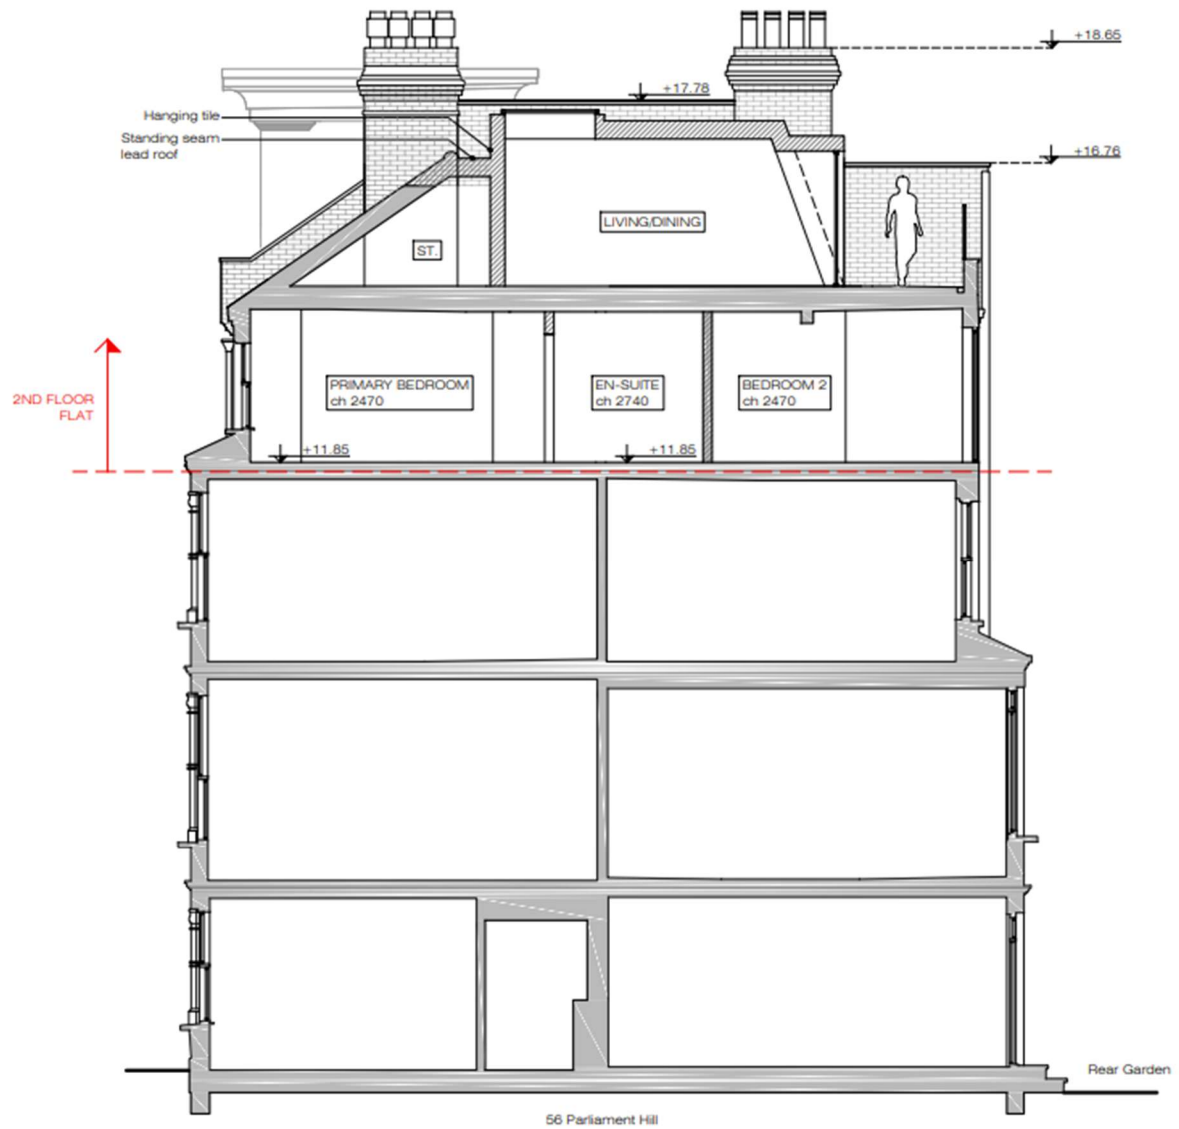 +18.65
+17.78
Hanging tile
Standing seam
lead roof
+16.76
LIVING/DINING
ST.
2ND FLOOR
FLAT
PRIMARY BEDROOM
ch 2470
EN-SUITE
ch 2740
BEDROOM 2
ch 2470
+11.85
+11.85
Rear Garden
56 Parliament Hill